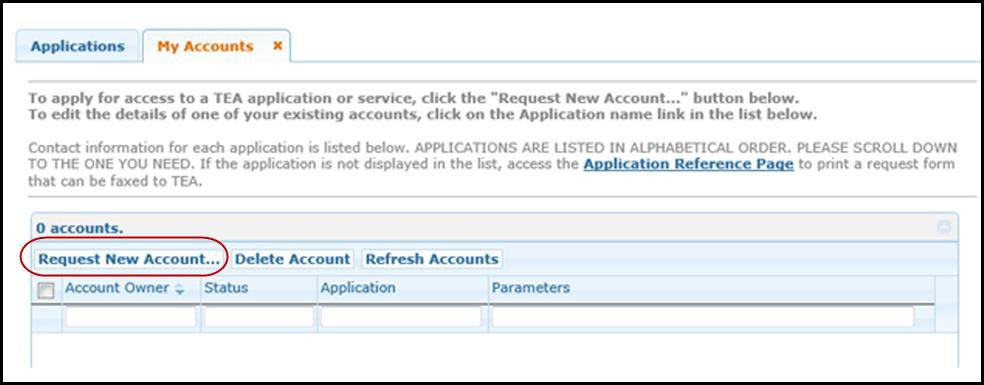 Applications My Accounts ×
To apply for access to a TEA application or service, click the "Request New Account..." button below.
To edit the details of one of your existing accounts, click on the Application name link in the list below.
Contact information for each application is listed below. APPLICATIONS ARE LISTED IN ALPHABETICAL ORDER. PLEASE SCROLL DOWN
TO THE ONE YOU NEED. If the application is not displayed in the list, access the Application Reference Page to print a request form
that can be faxed to TEA.
0 accounts.
Request New Account... Delete Account Refresh Accounts
Account Owner Status Application Parameters